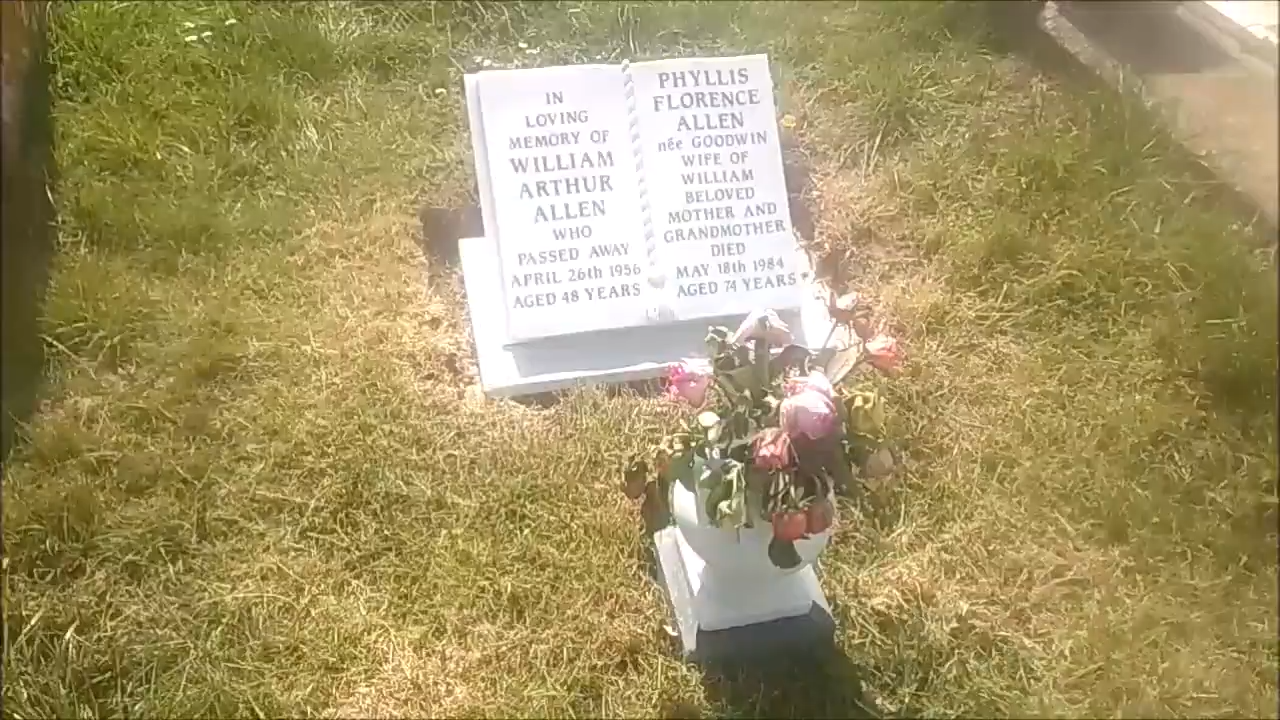 IN
LOVING
MEMORY OF
WILLIAM
ARTHUR
ALLEN
WHO
PASSED AWAY
APRIL 26th 1956
AGED 48 YEARS
PHYLLIS
FLORENCE
ALLEN
nēe GOODWIN
WIFE OF
WILLIAM
BELOVED
MOTHER AND
GRANDMOTHER
DIED
MAY 18th 1984
AGED 74 YEARS